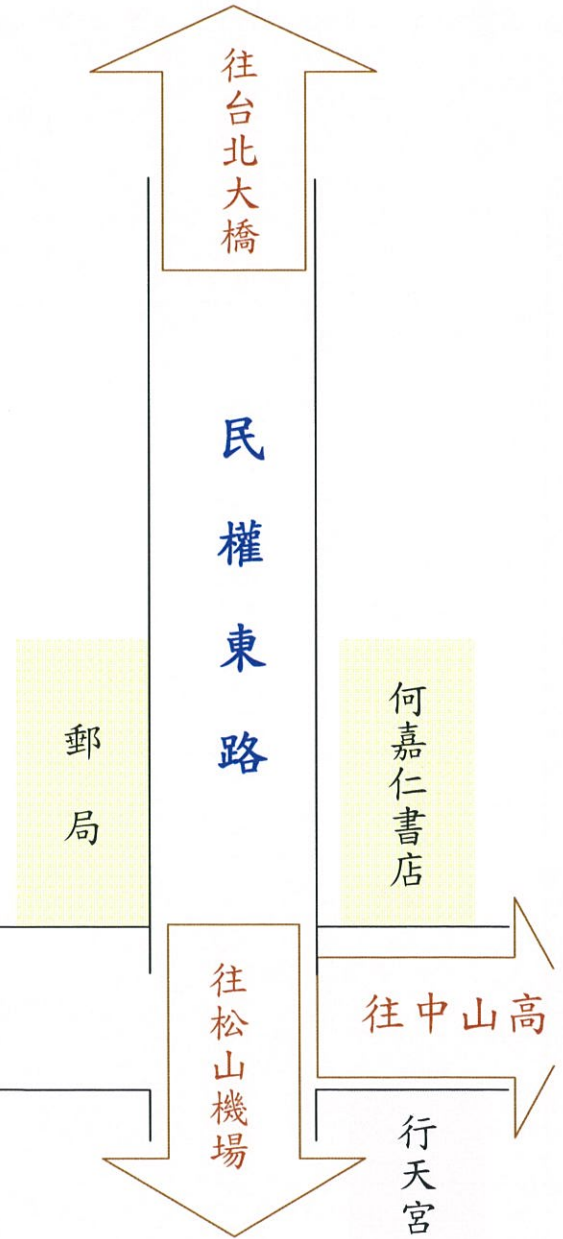 往台北大橋
民權東路
郵局
何嘉仁書店
往松山機場
往中山高
行天宮